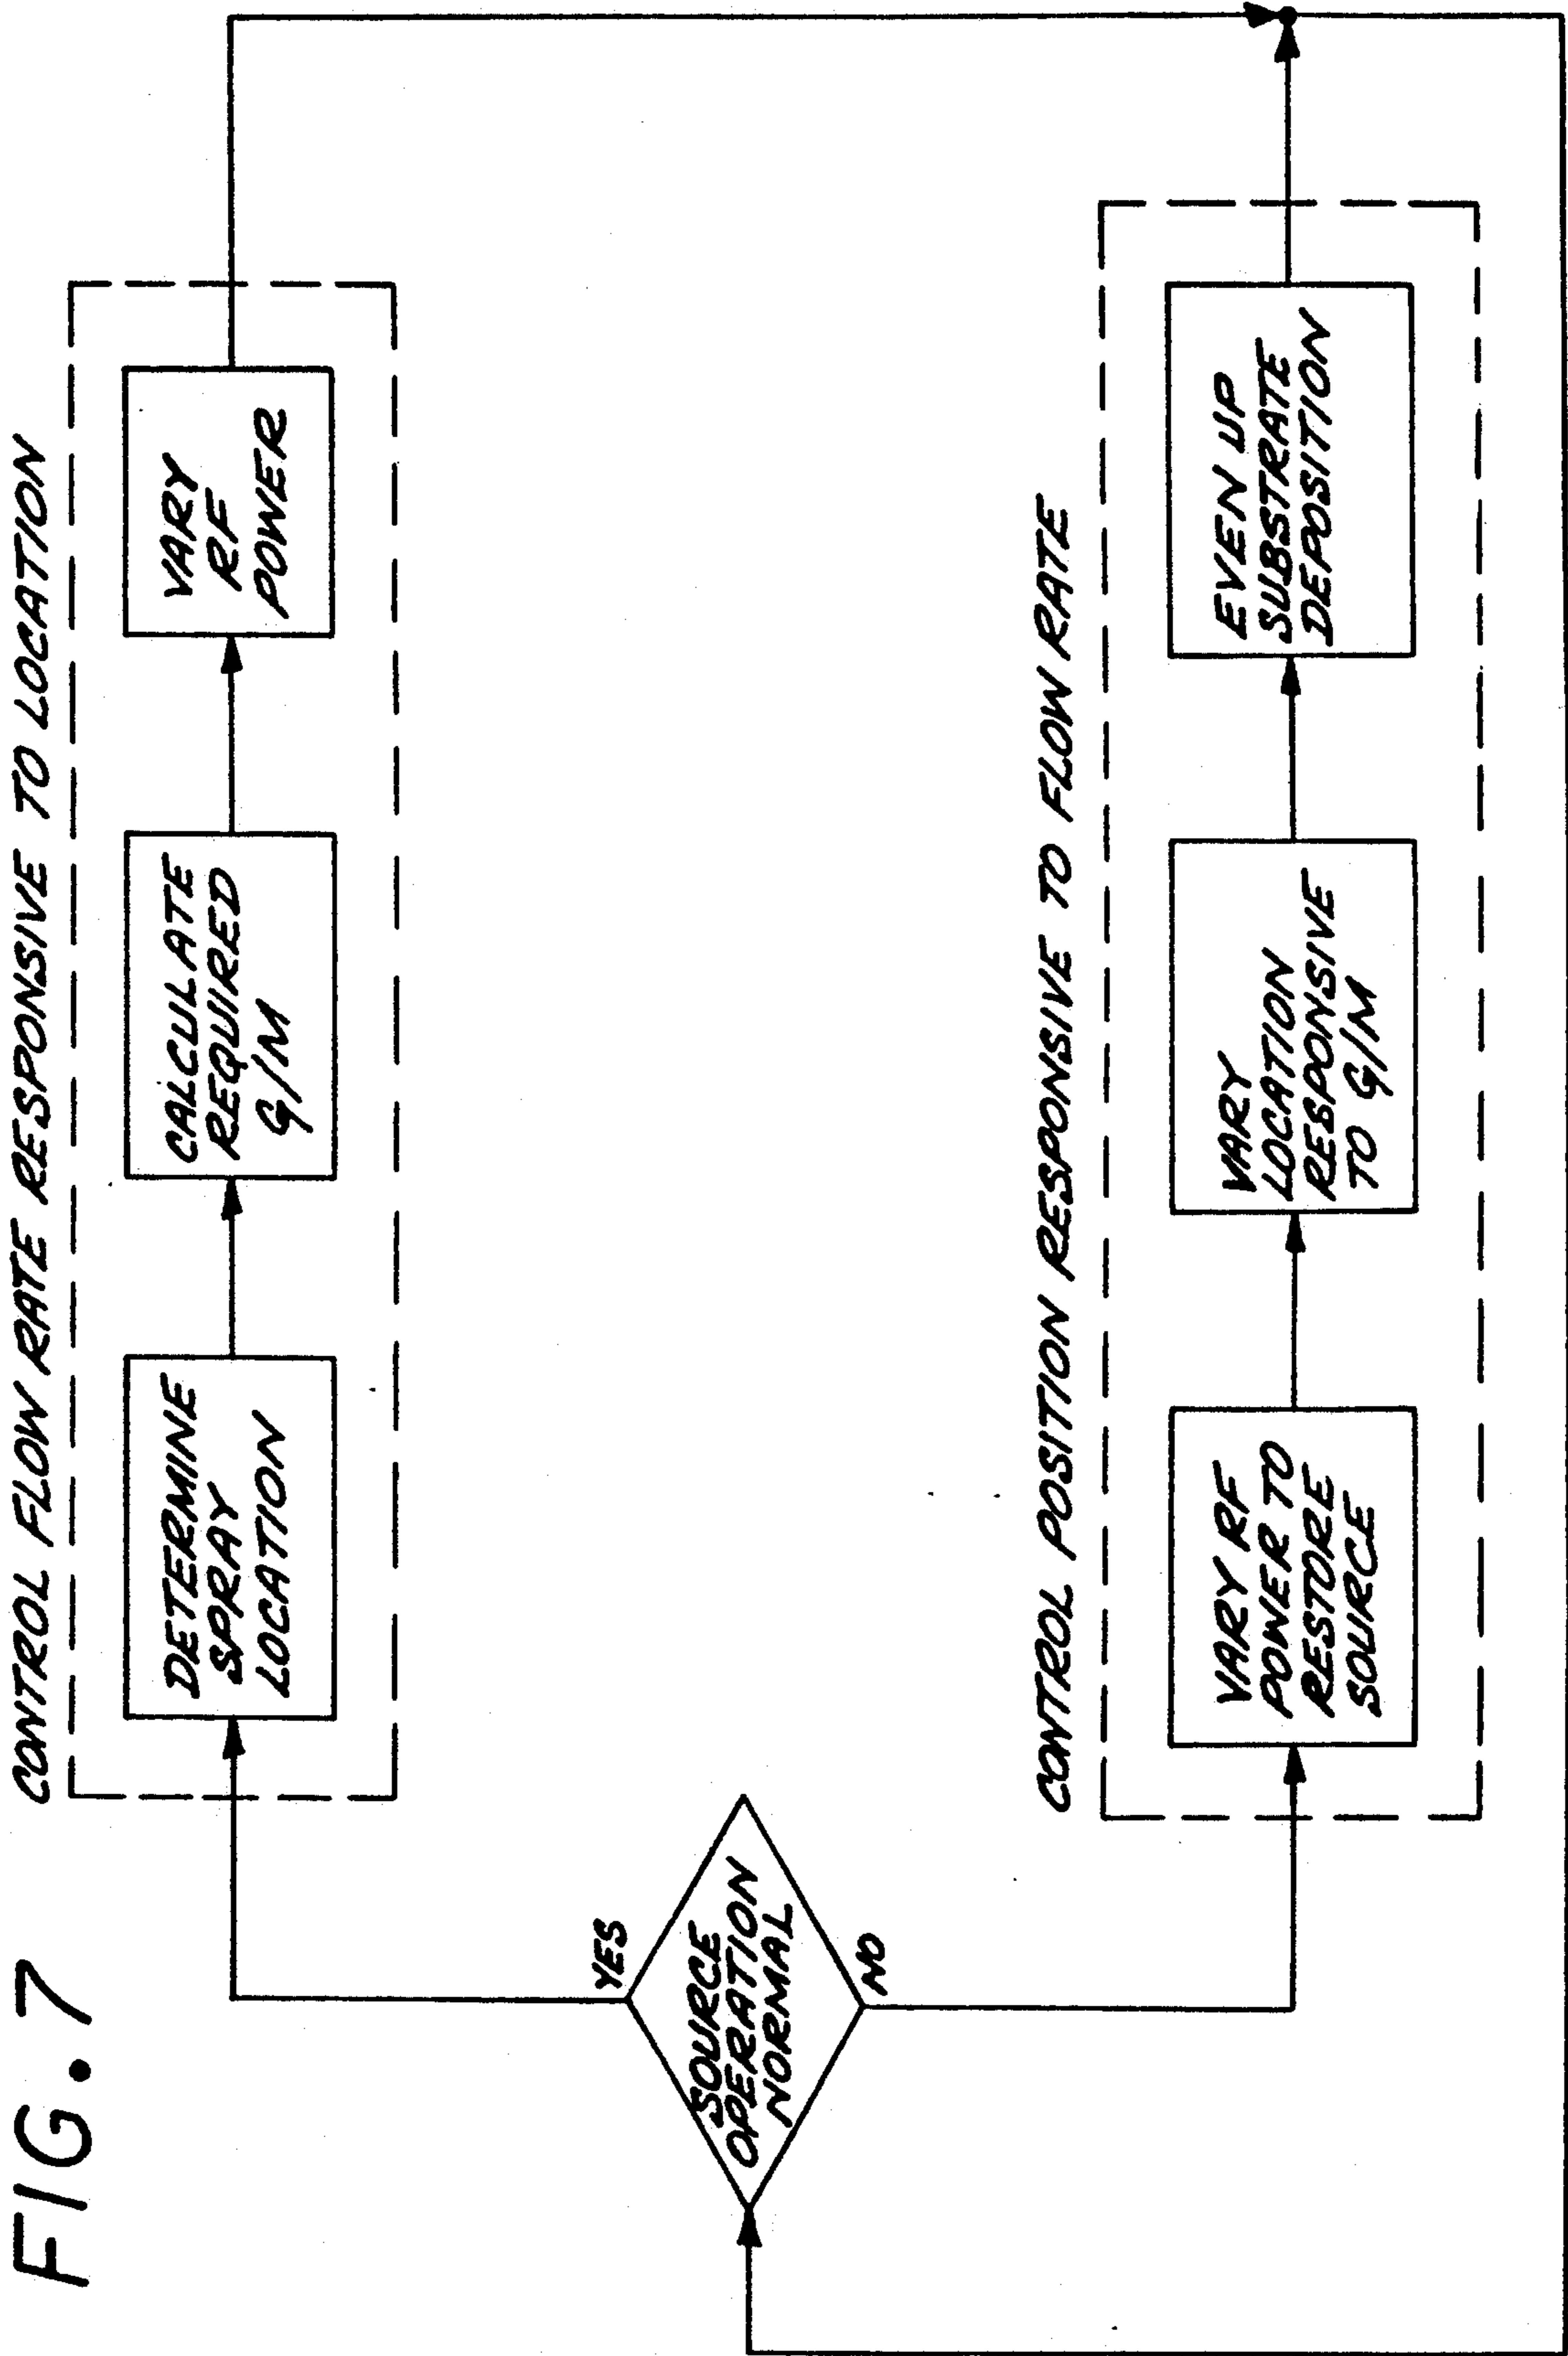 FIG. 7
CONTROL FLOW RATE RESPONSIVE TO LOCATION
DETERMINE
SPRAY
LOCATION
CALCULATE
REQUIRED
G/M
VARY
RF
POWER
YES
SOURCE
OPERATION
NORMAL
NO
CONTROL POSITION RESPONSIVE TO FLOW RATE
VARY RF
POWER TO
RESTORE
SOURCE
VARY
LOCATION
RESPONSIVE
TO G/M
EVEN UP
SUBSTRATE
DEPOSITION